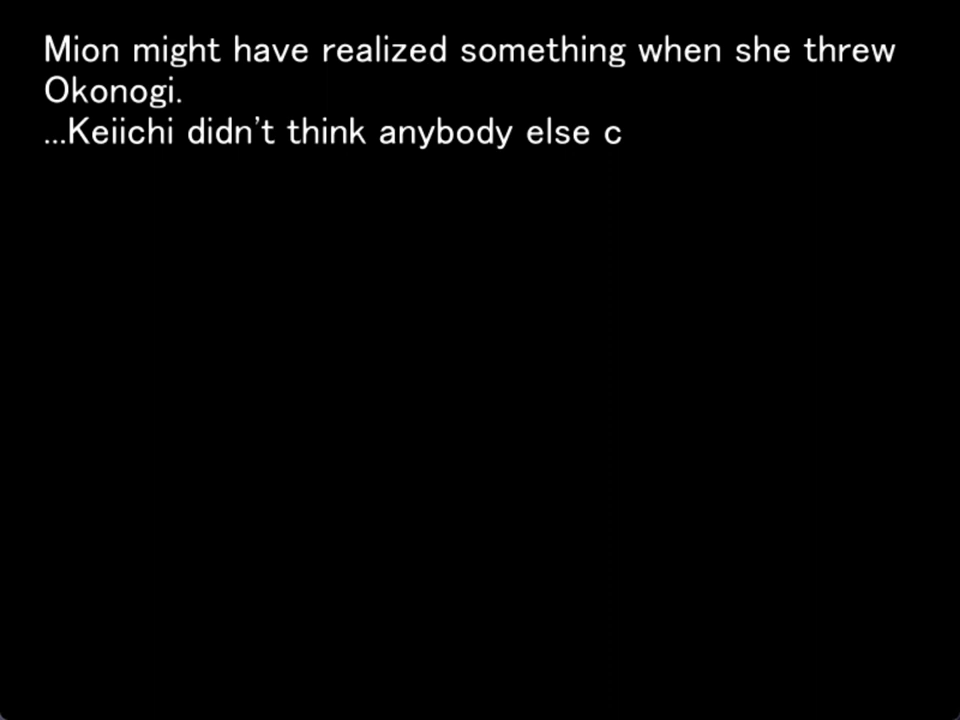 Mion might have realized something when she threw
Okonogi.
...Keiichi didn't think anybody else c